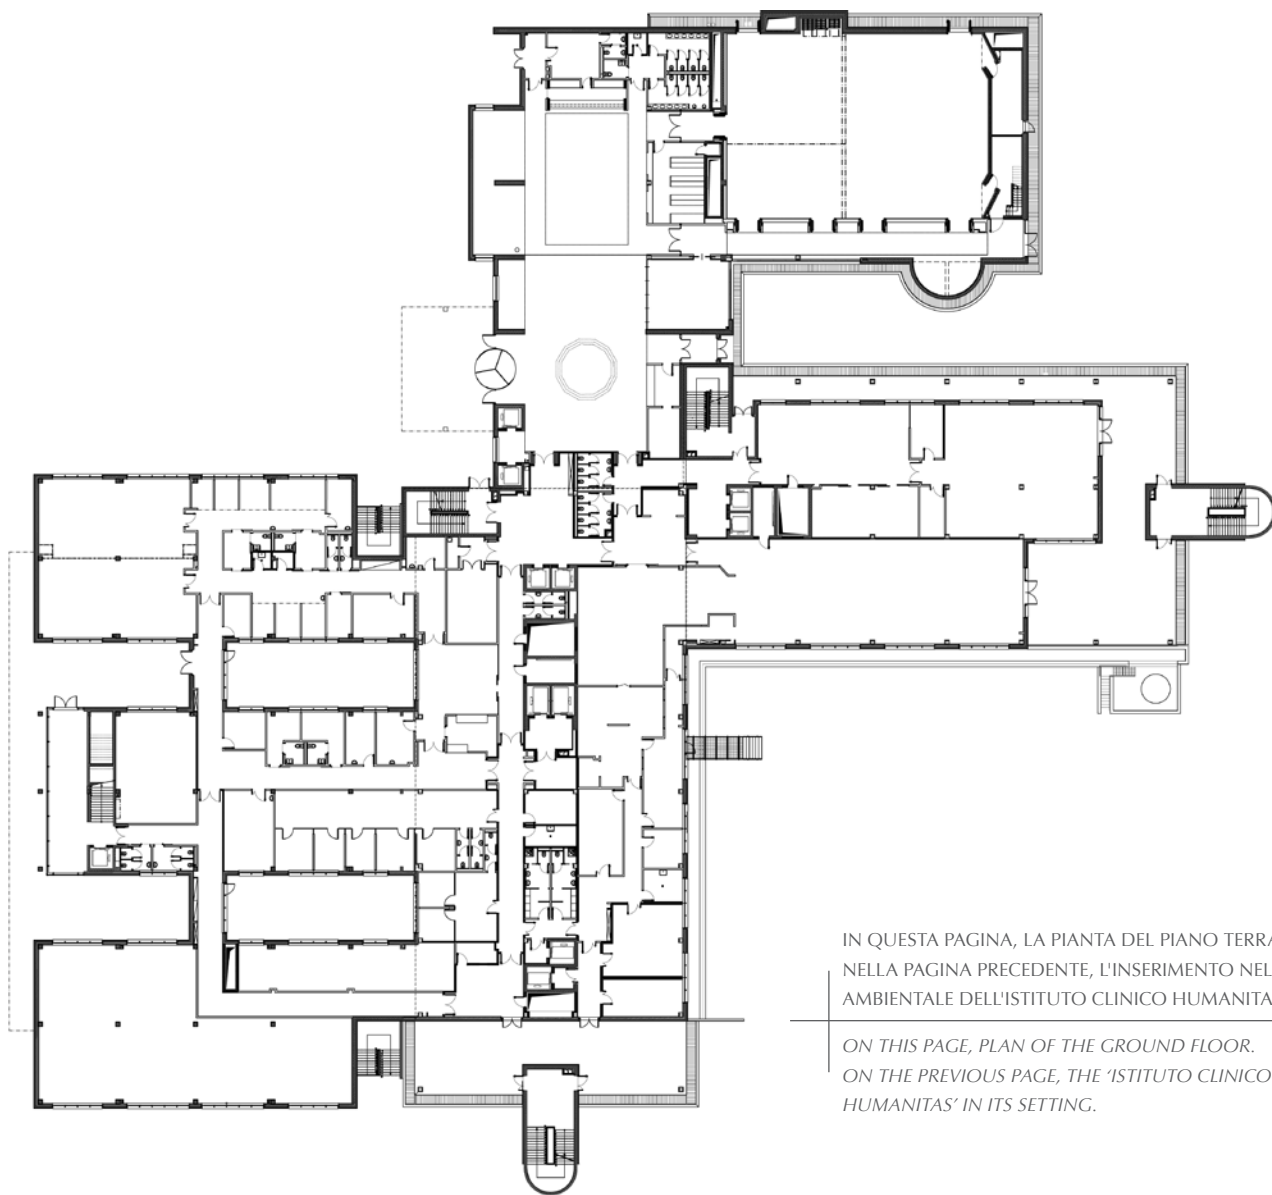 IN QUESTA PAGINA, LA PIANTA DEL PIANO TERRA
NELLA PAGINA PRECEDENTE, L'INSERIMENTO NEL
AMBIENTALE DELL'ISTITUTO CLINICO HUMANITA
ON THIS PAGE, PLAN OF THE GROUND FLOOR.
ON THE PREVIOUS PAGE, THE ‘ISTITUTO CLINICO
HUMANITAS’ IN ITS SETTING.